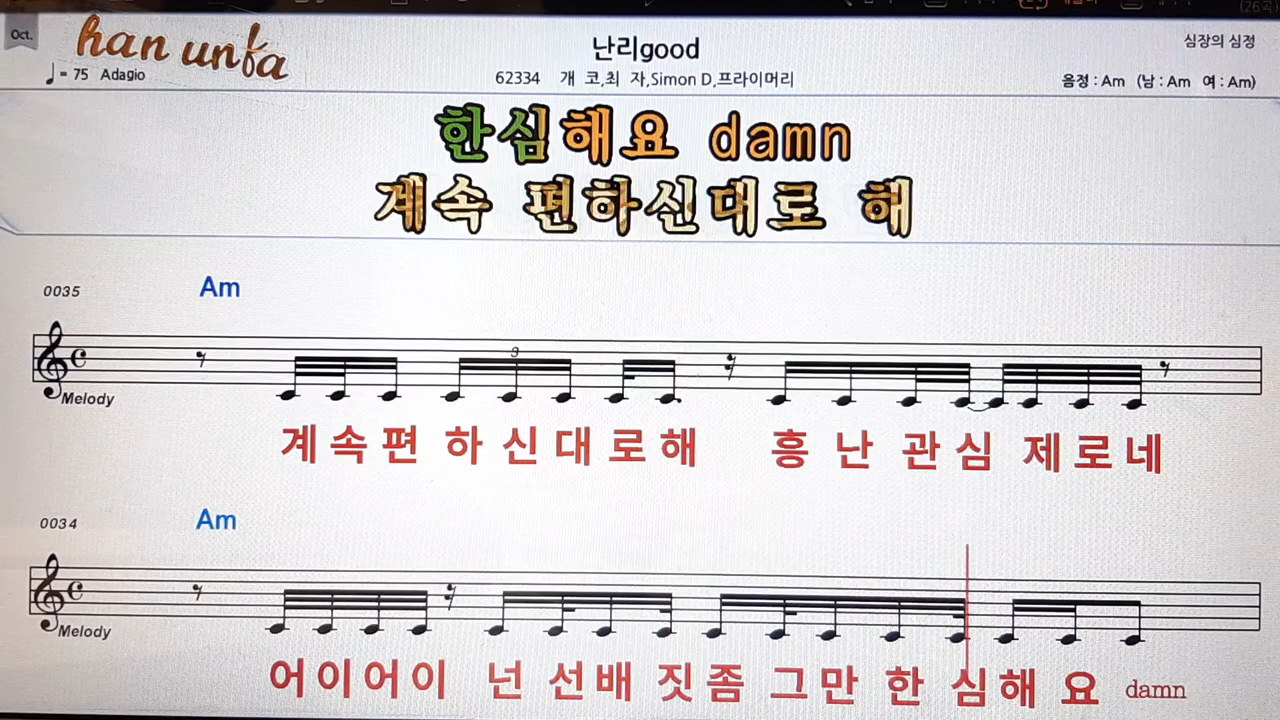 Oct.
han unfa
난리good
심장의 심정
♩= 75 Adagio
62334 개 코,최 자,Simon D,프라이머리
음정 : Am (남 : Am 여 : Am)
한심해요 damn
계속 편하신대로 해
0035 Am
3
Melody
계속편 하 신대 로해 흥 난 관심 제로네
0034 Am
Melody
어이어이 넌 선배 짓좀 그만 한 심해 요 damn